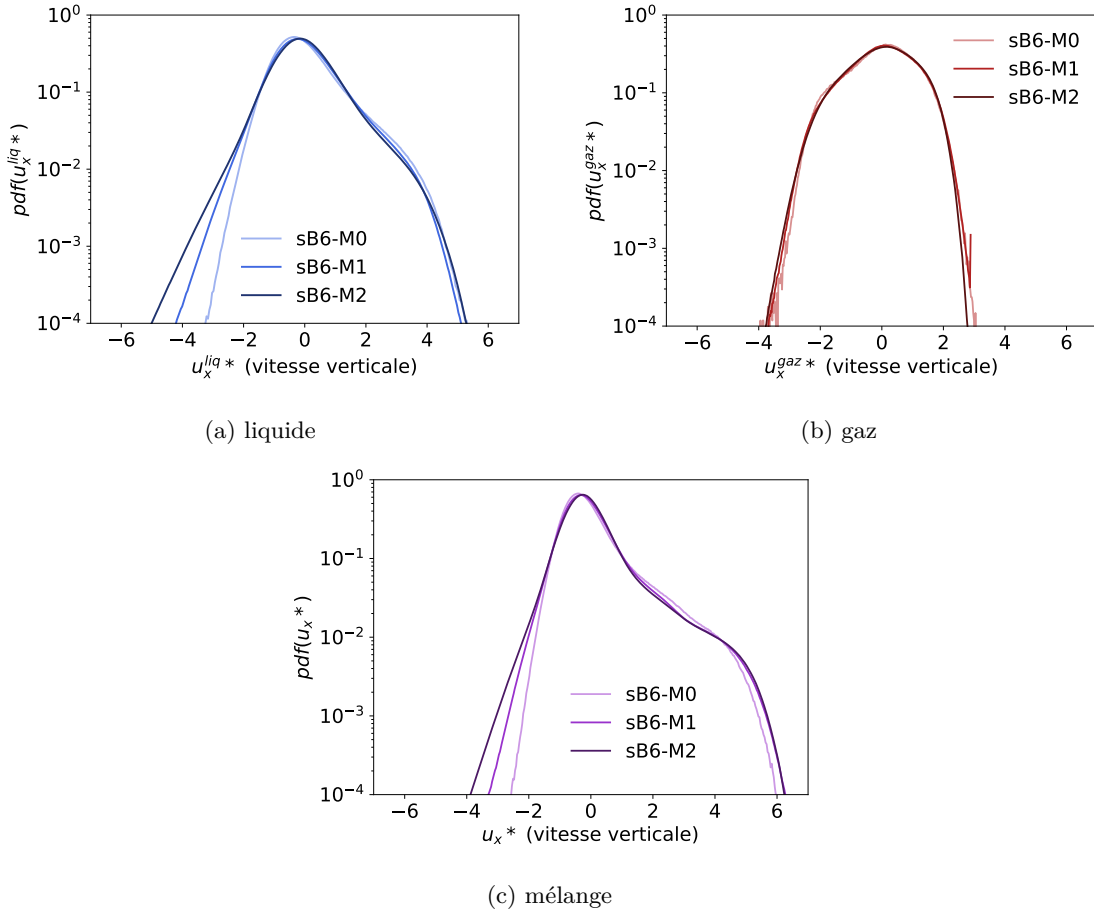 10^0
10^-1
10^-2
10^-3
10^-4
pdf(u_x^{liq}*)
sB6-M0
sB6-M1
sB6-M2
−6 −4 −2 0 2 4 6
u_x^{liq}* (vitesse verticale)
(a) liquide
10^0
10^-1
10^-2
10^-3
10^-4
pdf(u_x^{gaz}*)
sB6-M0
sB6-M1
sB6-M2
−6 −4 −2 0 2 4 6
u_x^{gaz}* (vitesse verticale)
(b) gaz
10^0
10^-1
10^-2
10^-3
10^-4
pdf(u_x*)
sB6-M0
sB6-M1
sB6-M2
−6 −4 −2 0 2 4 6
u_x* (vitesse verticale)
(c) mélange